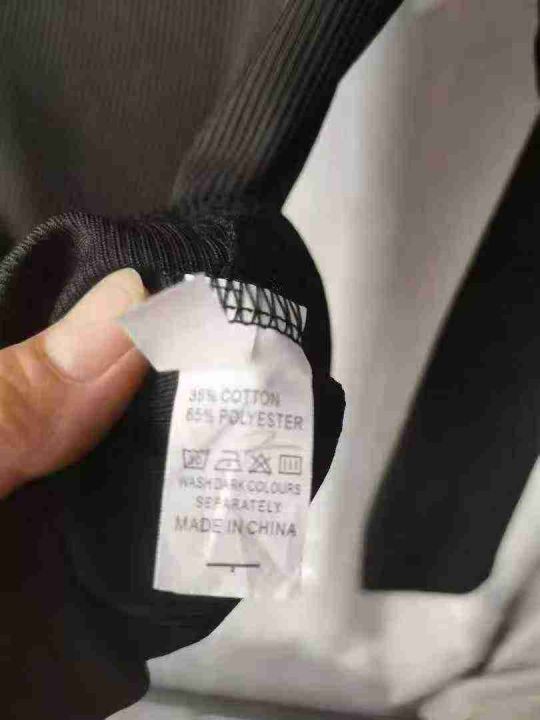 35% COTTON
65% POLYESTER
WASH DARK COLOURS
SEPARATELY
MADE IN CHINA